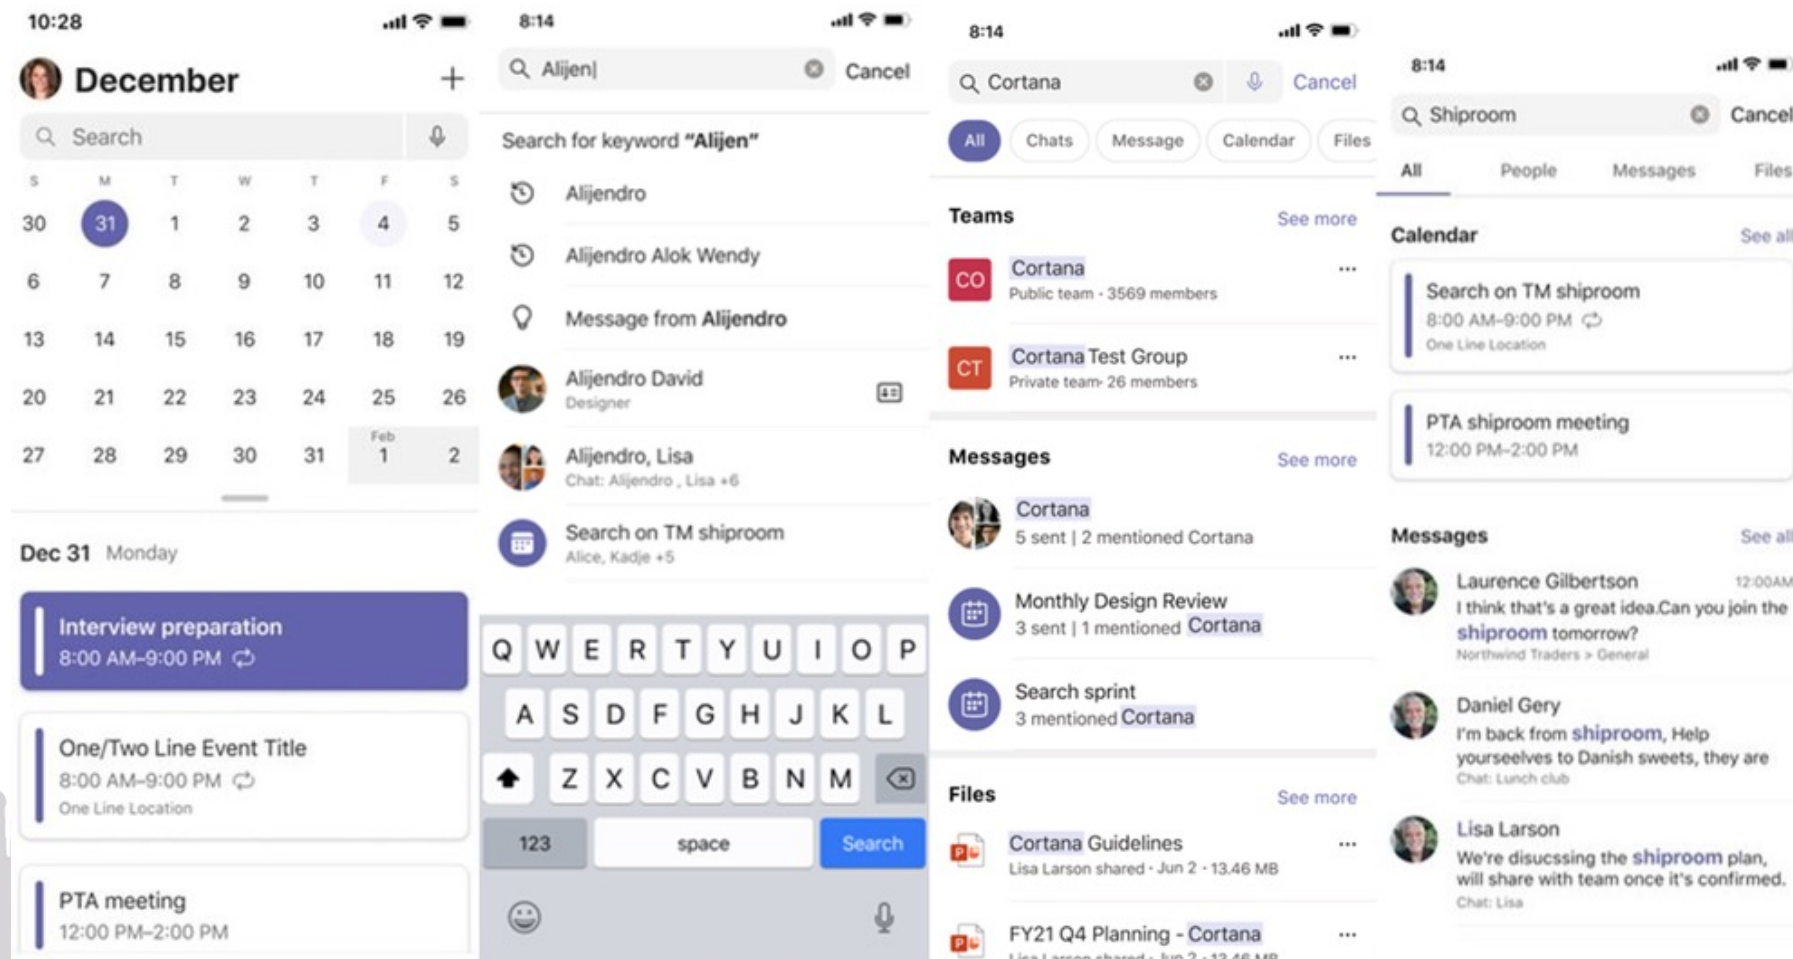 10:28
December
Search
S M T W T F S
30 31 1 2 3 4 5
6 7 8 9 10 11 12
13 14 15 16 17 18 19
20 21 22 23 24 25 26
Feb
27 28 29 30 31 1 2
Dec 31 Monday
Interview preparation
8:00 AM–9:00 PM
One/Two Line Event Title
8:00 AM–9:00 PM
One Line Location
PTA meeting
12:00 PM–2:00 PM
8:14
Alijen
Cancel
Search for keyword “Alijen”
Alijendro
Alijendro Alok Wendy
Message from Alijendro
Alijendro David
Designer
Alijendro, Lisa
Chat: Alijendro , Lisa +6
Search on TM shiproom
Alice, Kadje +5
Q W E R T Y U I O P
A S D F G H J K L
Z X C V B N M
123 space Search
8:14
Cortana
Cancel
All Chats Message Calendar Files
Teams See more
CO
Cortana
Public team - 3569 members
CT
Cortana Test Group
Private team- 26 members
Messages See more
Cortana
5 sent | 2 mentioned Cortana
Monthly Design Review
3 sent | 1 mentioned Cortana
Search sprint
3 mentioned Cortana
Files See more
Cortana Guidelines
Lisa Larson shared - Jun 2 - 13.46 MB
FY21 Q4 Planning - Cortana
Lisa Larson shared - Jun 2 - 13.46 MB
8:14
Shiproom
Cancel
All People Messages Files
Calendar See all
Search on TM shiproom
8:00 AM–9:00 PM
One Line Location
PTA shiproom meeting
12:00 PM–2:00 PM
Messages See all
Laurence Gilbertson 12:00AM
I think that's a great idea.Can you join the
shiproom tomorrow?
Northwind Traders > General
Daniel Gery
I'm back from shiproom, Help
yourseelves to Danish sweets, they are
Chat: Lunch club
Lisa Larson
We're disucssing the shiproom plan,
will share with team once it's confirmed.
Chat: Lisa